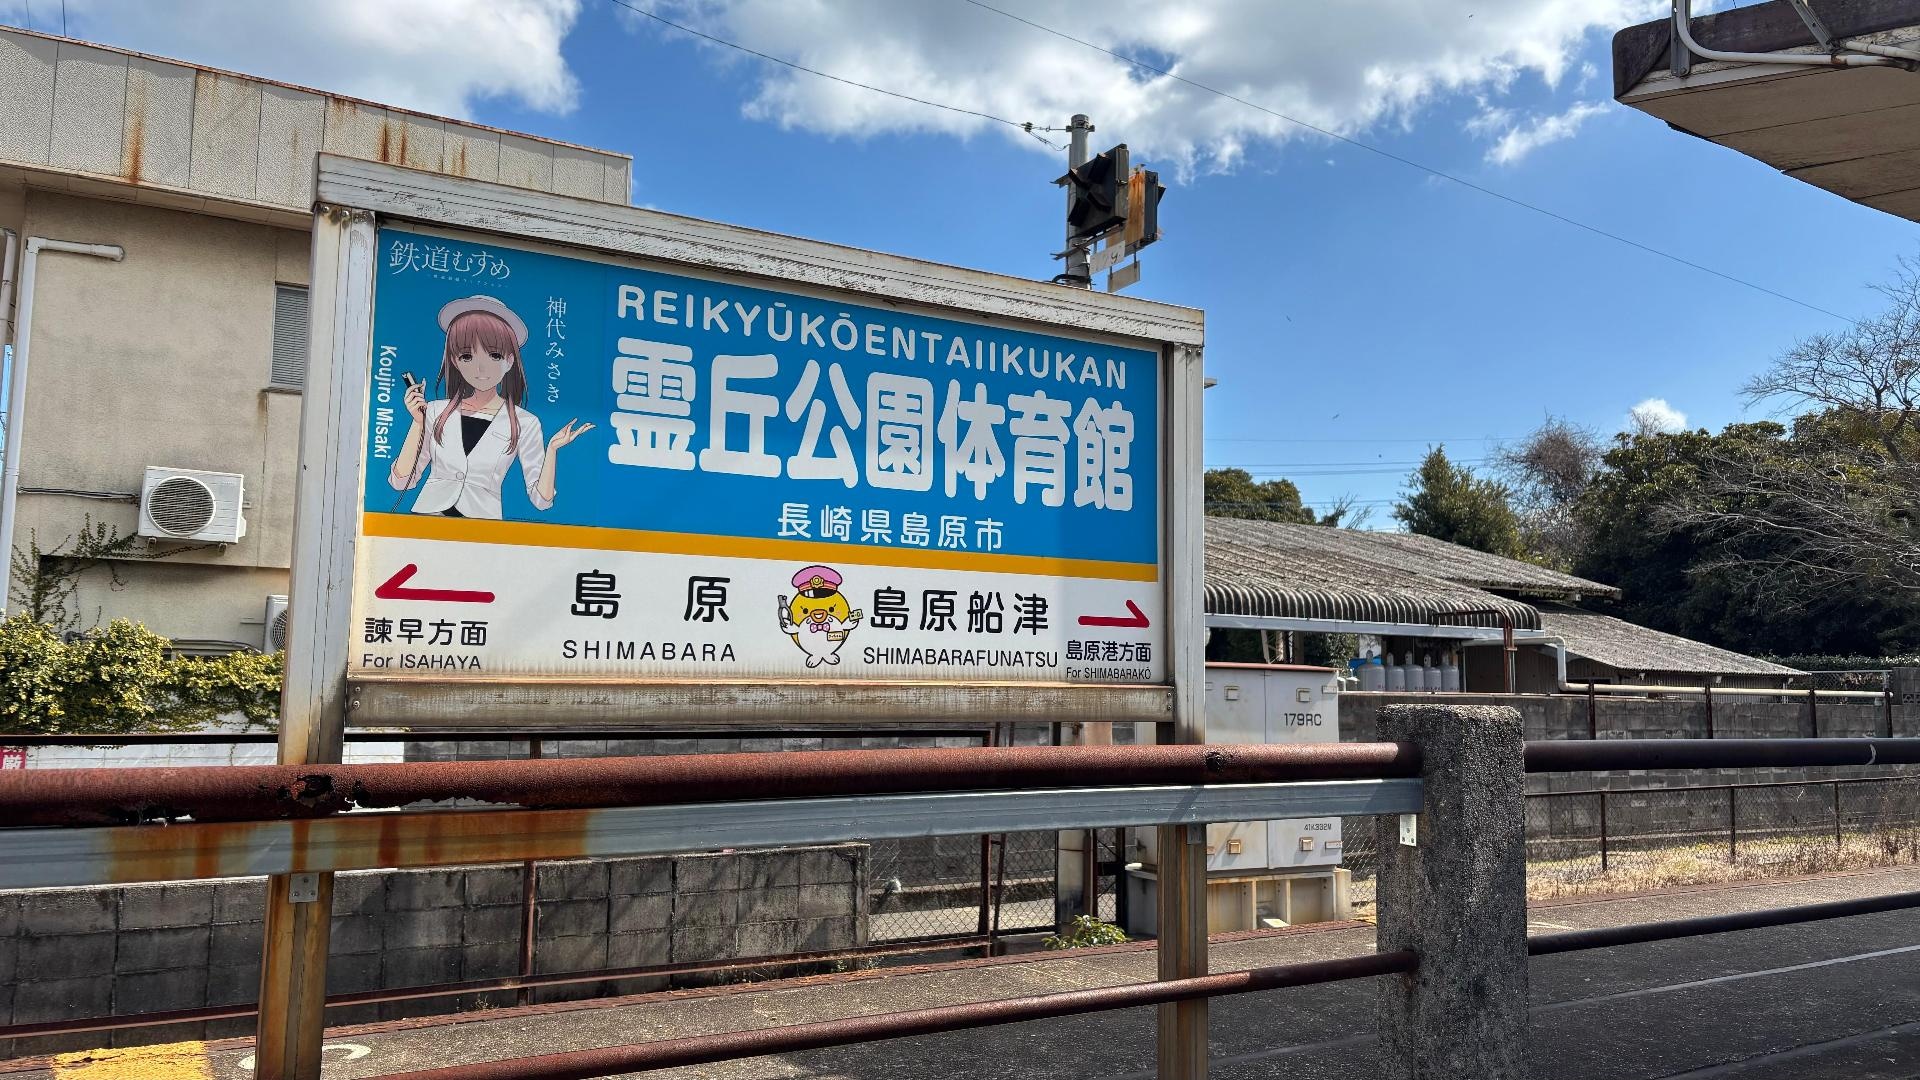 鉄道むすめ
神代みさき
Koujiro Misaki
REIKYŪKŌENTAIIKUKAN
霊丘公園体育館
長崎県島原市
諫早方面
For ISAHAYA
島原
SHIMABARA
島原船津
SHIMABARAFUNATSU
島原港方面
For SHIMABARAKŌ
179RC
41K332M
厳